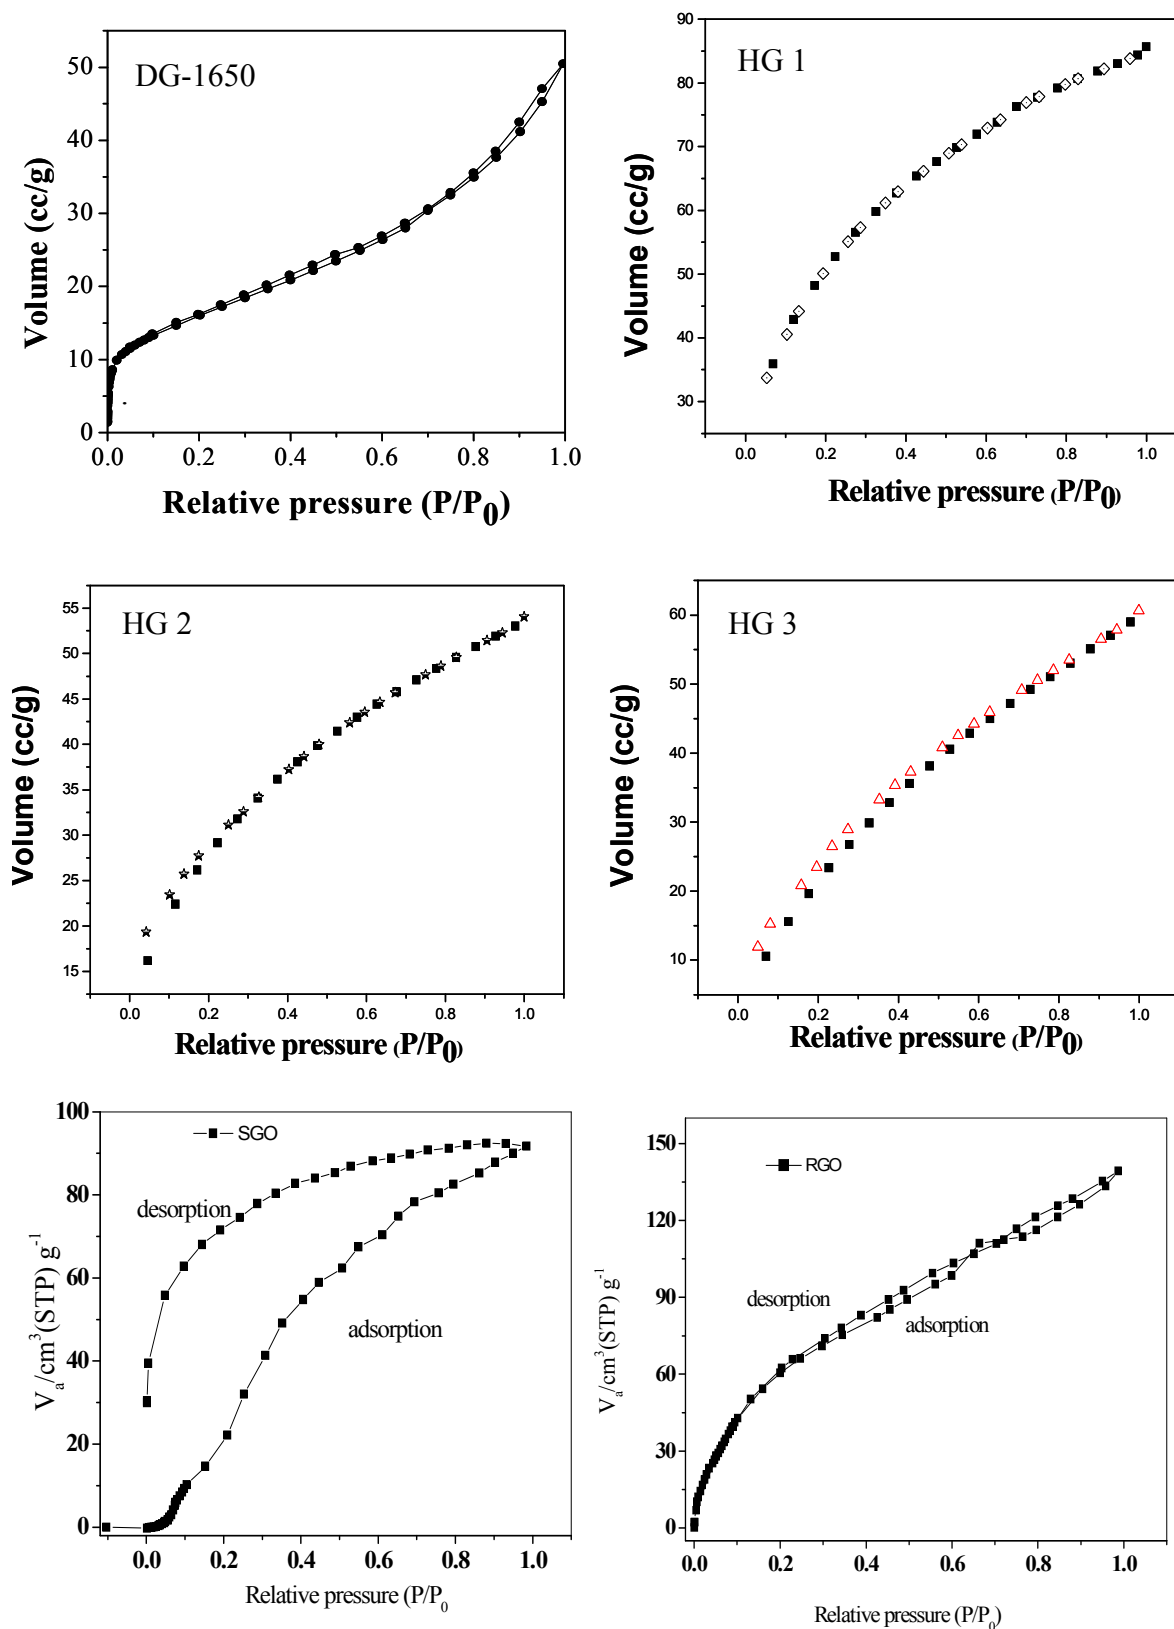 DG-1650
50
40
30
20
10
0
Volume (cc/g)
0.0 0.2 0.4 0.6 0.8 1.0
Relative pressure (P/P0)
HG 1
90
80
70
60
50
40
30
Volume (cc/g)
0.0 0.2 0.4 0.6 0.8 1.0
Relative pressure (P/P0)
HG 2
55
50
45
40
35
30
25
20
15
Volume (cc/g)
0.0 0.2 0.4 0.6 0.8 1.0
Relative pressure (P/P0)
HG 3
60
50
40
30
20
10
Volume (cc/g)
0.0 0.2 0.4 0.6 0.8 1.0
Relative pressure (P/P0)
100
80
60
40
20
0
SGO
desorption
adsorption
Va/cm3(STP) g-1
0.0 0.2 0.4 0.6 0.8 1.0
Relative pressure (P/P0
150
120
90
60
30
0
RGO
desorption
adsorption
Va/cm3(STP) g-1
0.0 0.2 0.4 0.6 0.8 1.0
Relative pressure (P/P0)